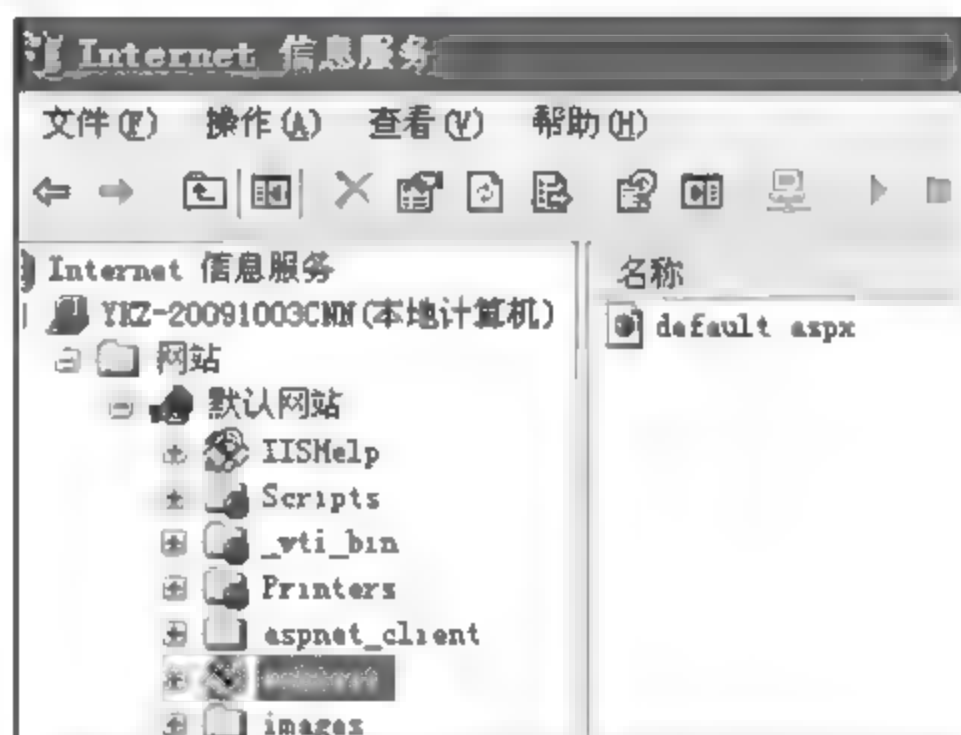 Internet 信息服务
文件(F) 操作(A) 查看(V) 帮助(H)
Internet 信息服务
名称
YKZ-20091003CNM(本地计算机)
default aspx
网站
默认网站
IISHelp
Scripts
_vti_bin
Printers
aspnet_client
images